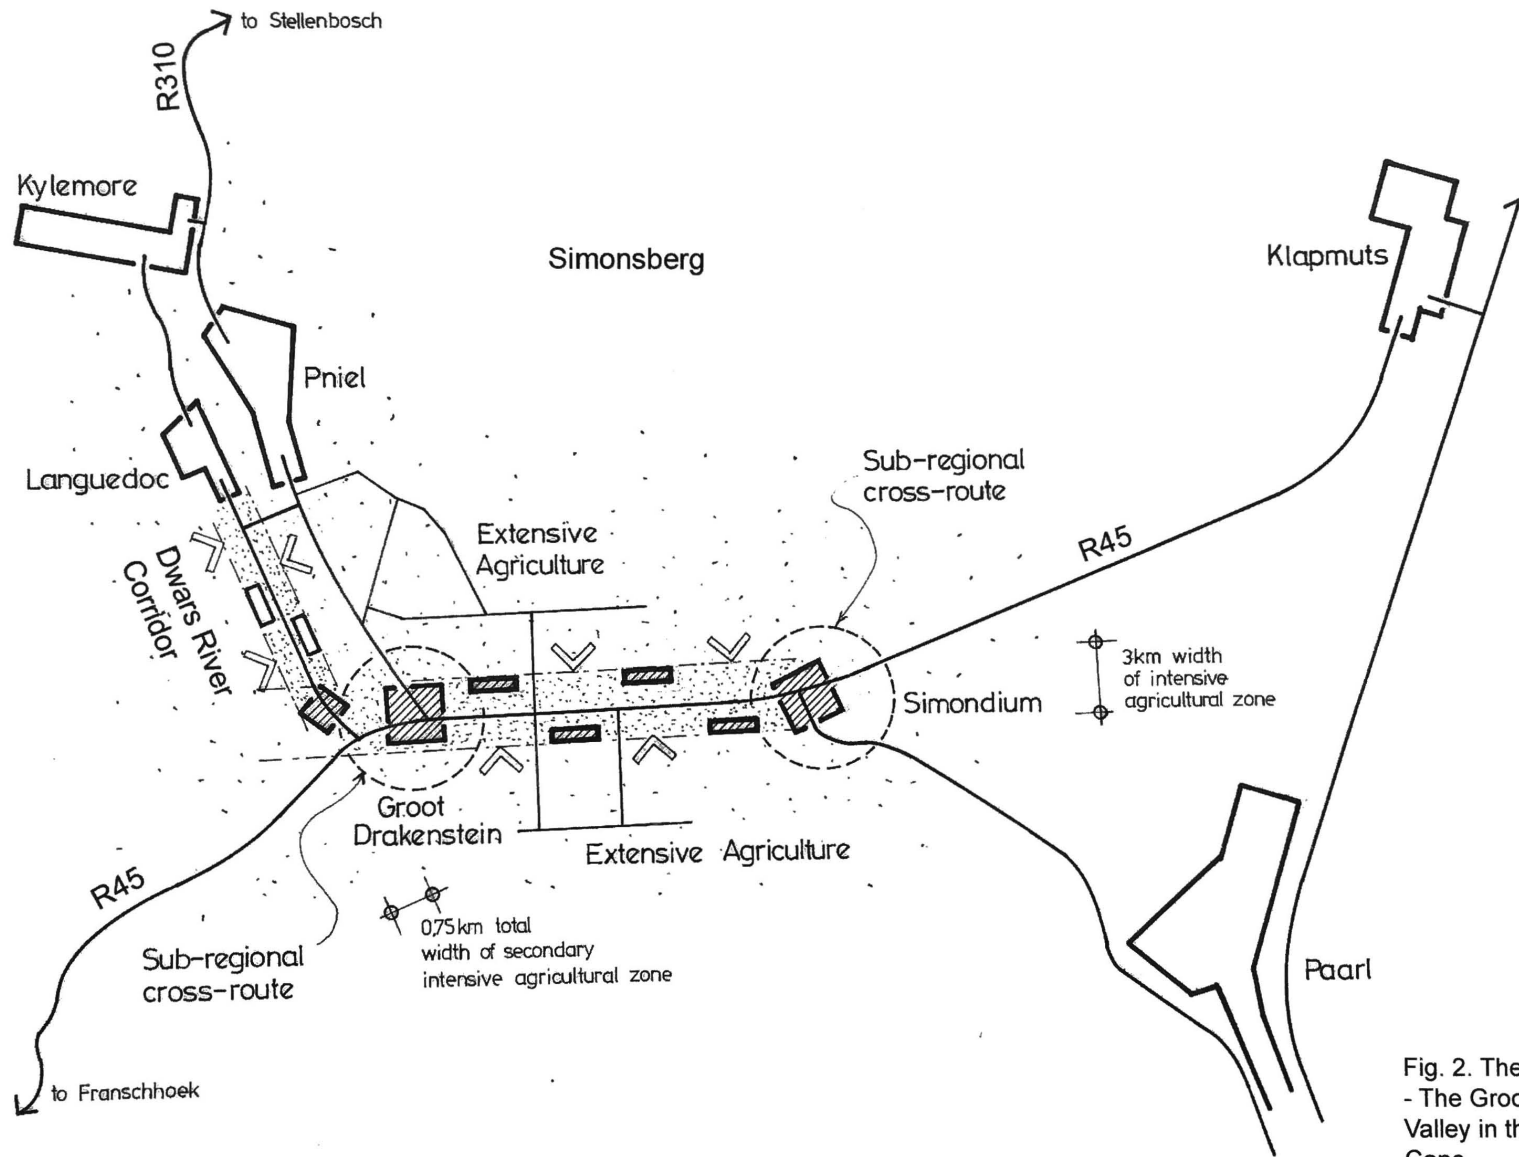 to Stellenbosch
R310
Kylemore
Simonsberg
Klapmuts
Pniel
Languedoc
Sub-regional
cross-route
Extensive
Agriculture
R45
Dwars River
Corridor
3km width
of intensive
agricultural zone
Simondium
Groot
Drakenstein
Extensive Agriculture
R45
0,75km total
width of secondary
intensive agricultural zone
Sub-regional
cross-route
Paarl
to Franschhoek
Fig. 2. The
- The Groo
Valley in th